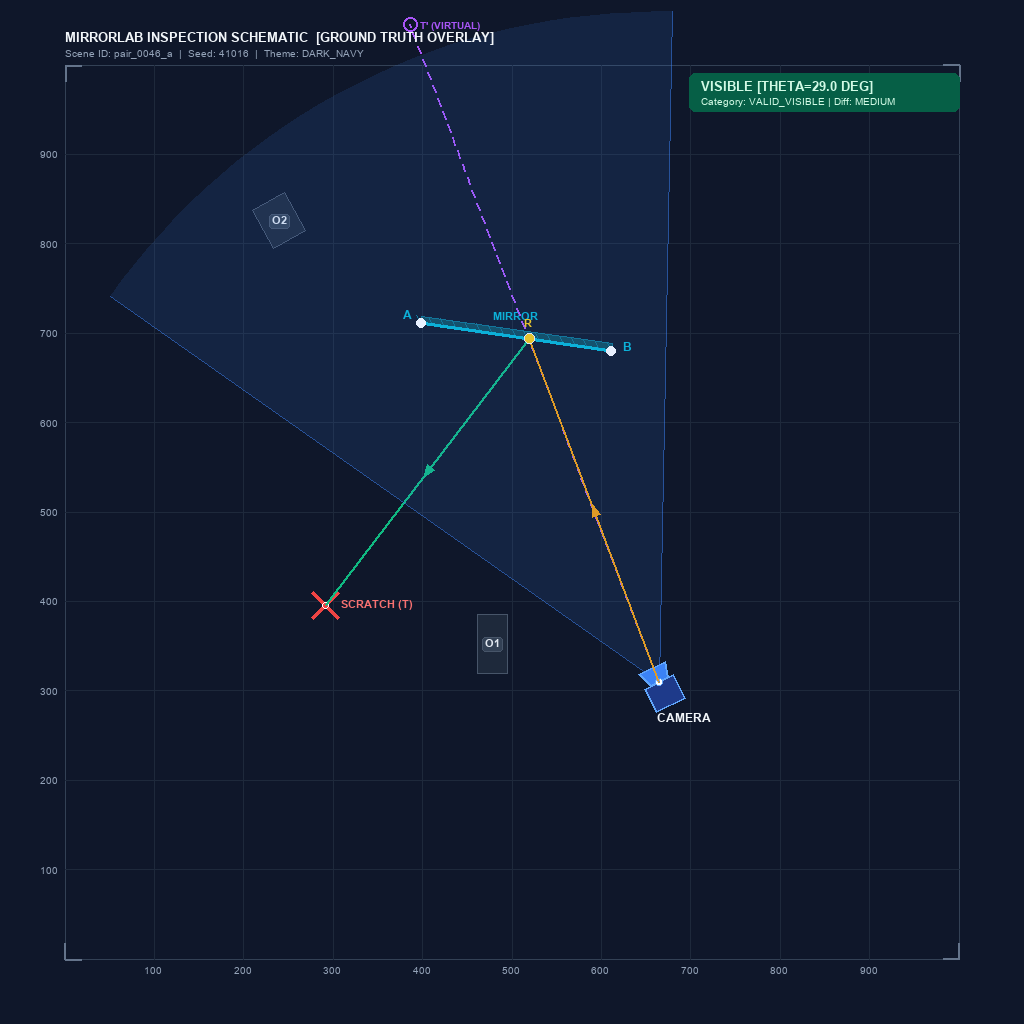 T' (VIRTUAL)
MIRRORLAB INSPECTION SCHEMATIC [GROUND TRUTH OVERLAY]
Scene ID: pair_0046_a | Seed: 41016 | Theme: DARK_NAVY
VISIBLE [THETA=29.0 DEG]
Category: VALID_VISIBLE | Diff: MEDIUM
900
O2
800
A
MIRROR
R
B
700
600
500
400
SCRATCH (T)
O1
300
CAMERA
200
100
100 200 300 400 500 600 700 800 900